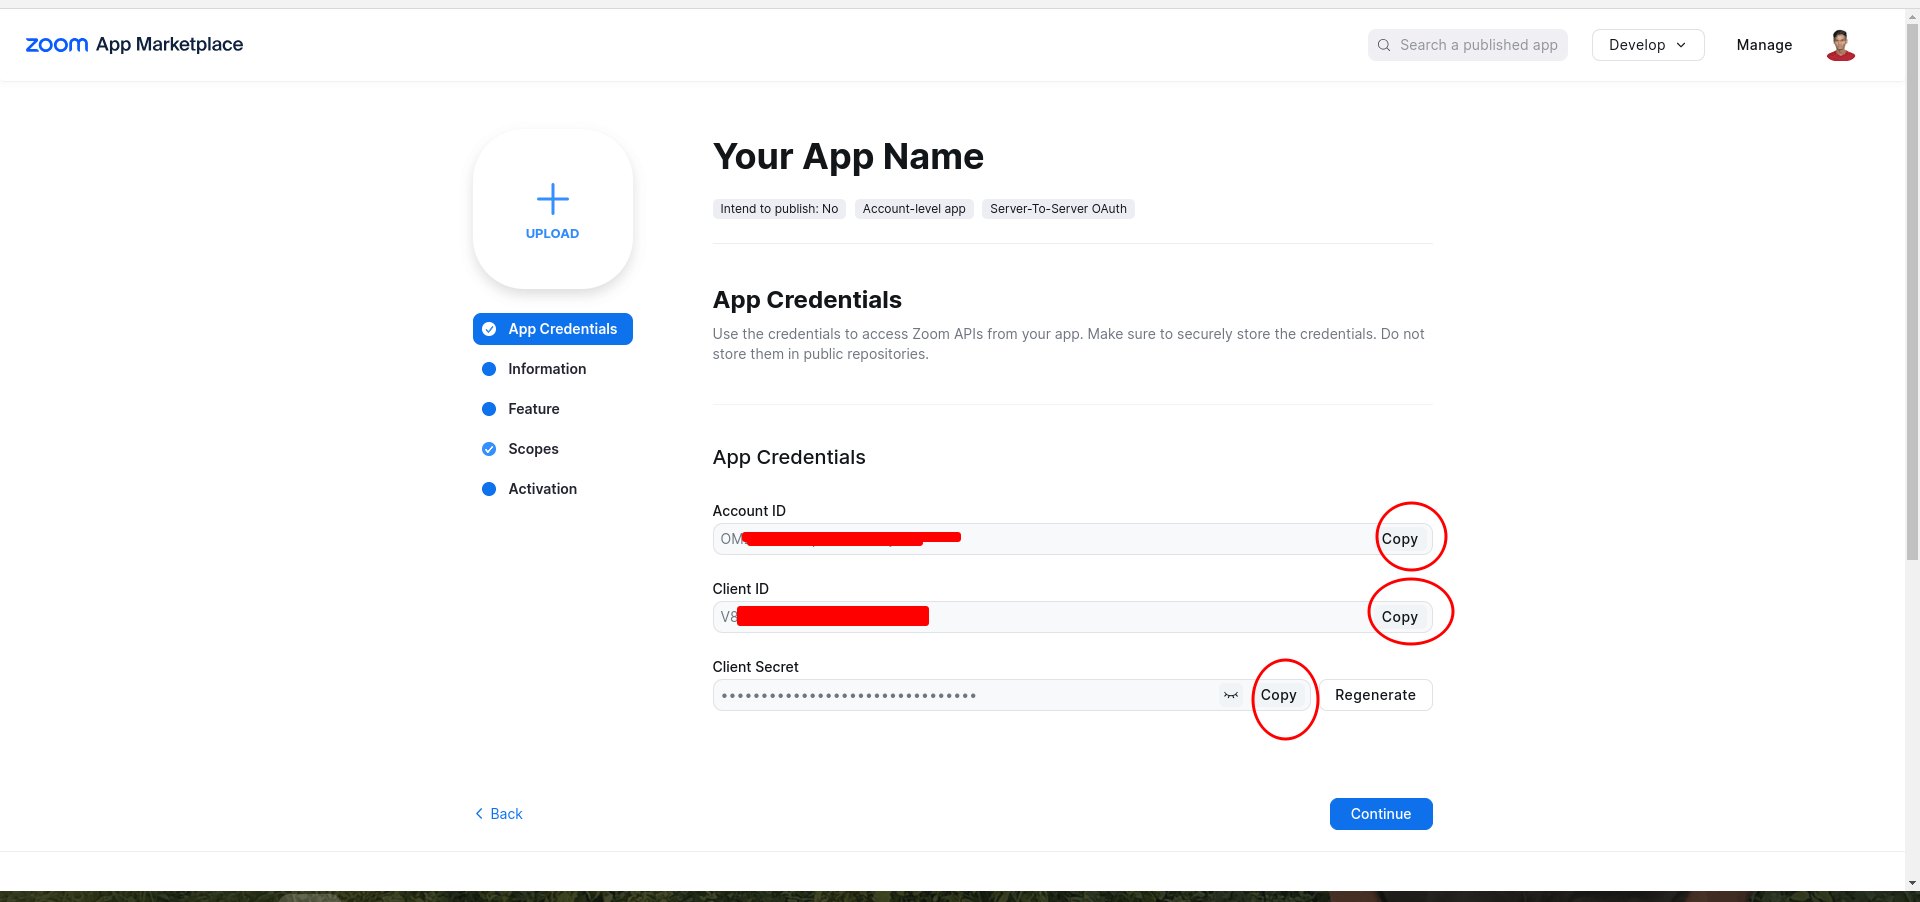 zoom App Marketplace
Search a published app
Develop
Manage
UPLOAD
Your App Name
Intend to publish: No
Account-level app
Server-To-Server OAuth
App Credentials
Information
Feature
Scopes
Activation
App Credentials
Use the credentials to access Zoom APIs from your app. Make sure to securely store the credentials. Do not
store them in public repositories.
App Credentials
Account ID
OM
Copy
Client ID
V8
Copy
Client Secret
••••••••••••••••••••••••••••••••
Copy
Regenerate
Back
Continue